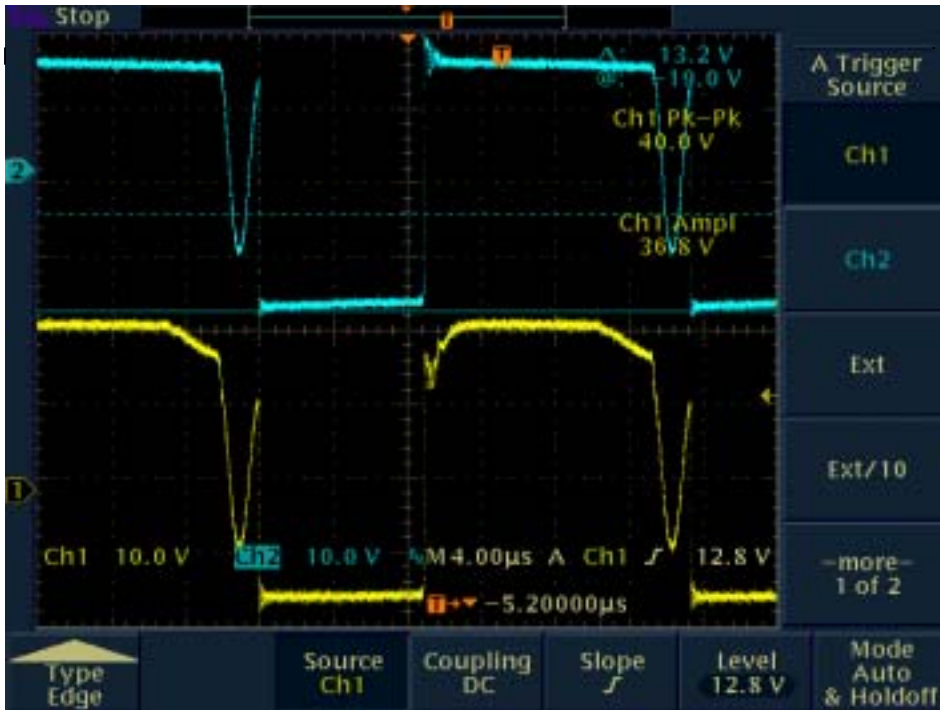 Stop
T
13.2 V
-19.0 V
Ch1 Pk-Pk
40.0 V
Ch1 Ampl
36.8 V
2
1
Ch1 10.0 V Ch2 10.0 V M 4.00µs A Ch1 12.8 V
T -5.20000µs
A Trigger
Source
Ch1
Ch2
Ext
Ext/10
-more-
1 of 2
Type
Edge
Source
Ch1
Coupling
DC
Slope
Level
12.8 V
Mode
Auto
& Holdoff